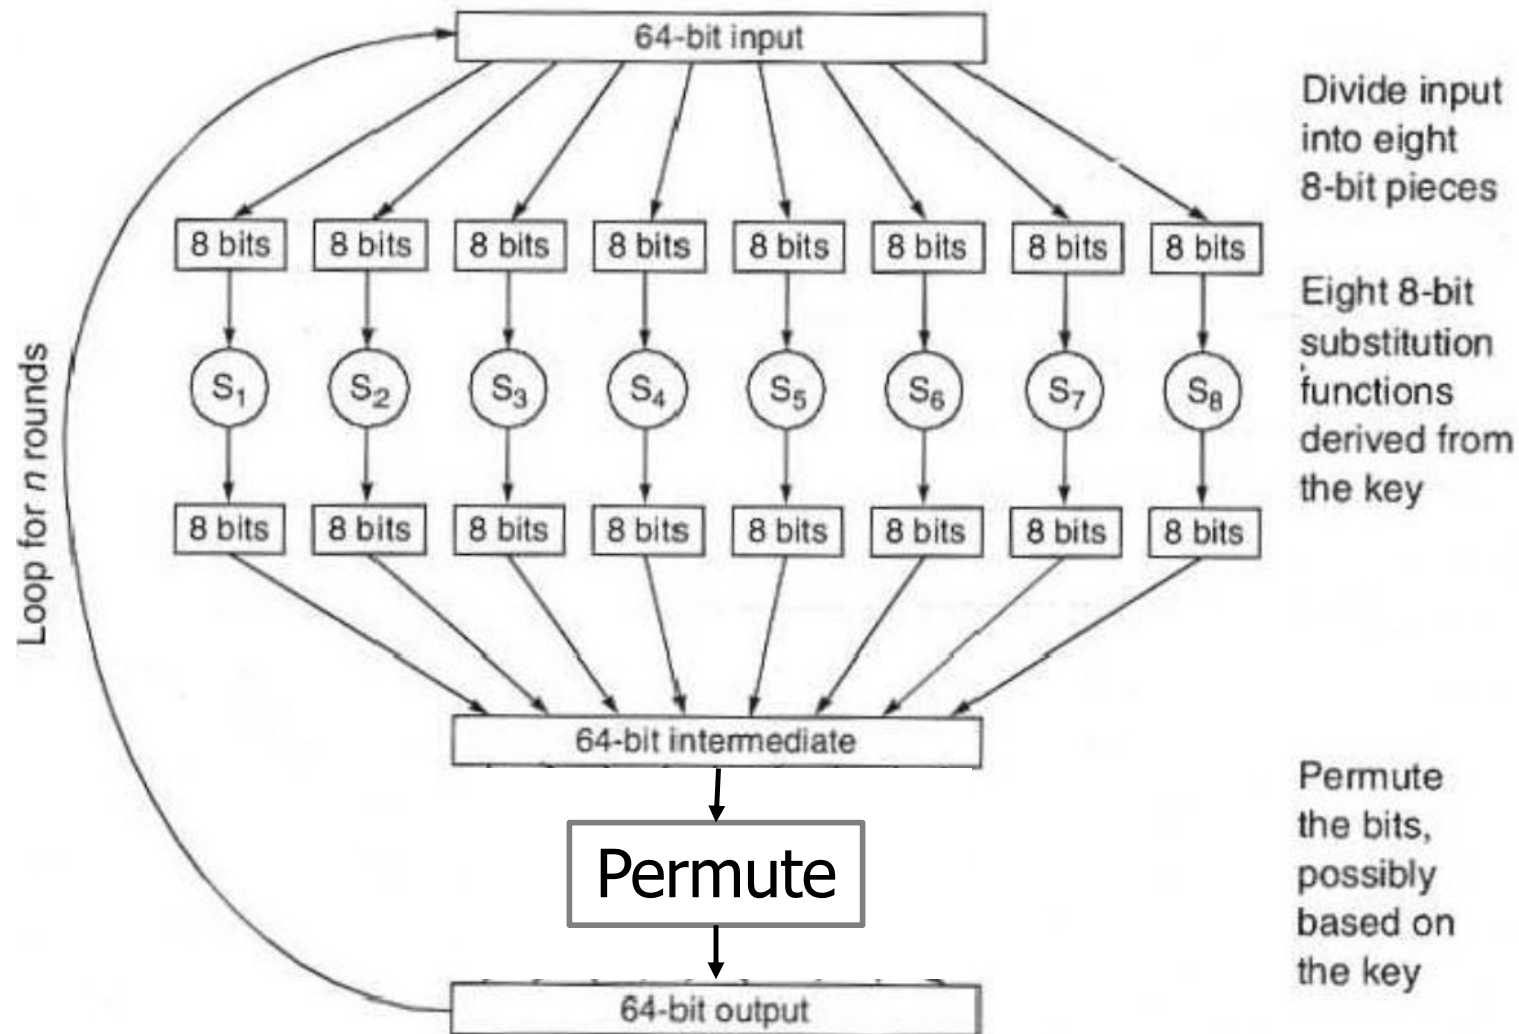 64-bit input
Divide input
into eight
8-bit pieces
8 bits 8 bits 8 bits 8 bits 8 bits 8 bits 8 bits 8 bits
Eight 8-bit
substitution
functions
derived from
the key
S1 S2 S3 S4 S5 S6 S7 S8
Loop for n rounds
8 bits 8 bits 8 bits 8 bits 8 bits 8 bits 8 bits 8 bits
64-bit intermediate
Permute
Permute
the bits,
possibly
based on
the key
64-bit output